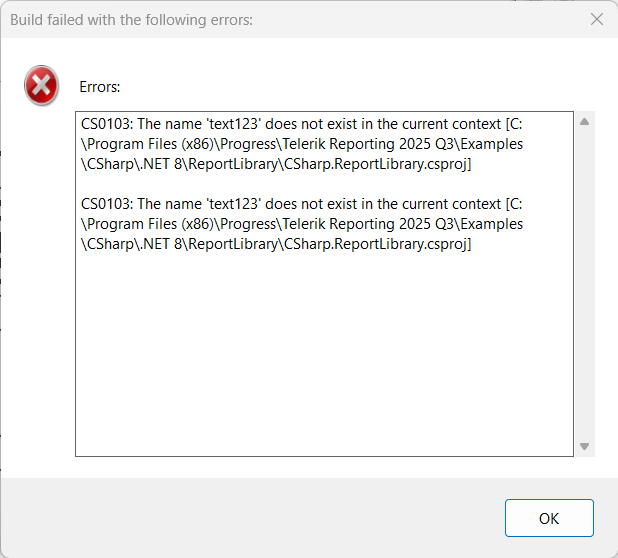 Build failed with the following errors:
Errors:
CS0103: The name 'text123' does not exist in the current context [C:
\Program Files (x86)\Progress\Telerik Reporting 2025 Q3\Examples
\CSharp\.NET 8\ReportLibrary\CSharp.ReportLibrary.csproj]
CS0103: The name 'text123' does not exist in the current context [C:
\Program Files (x86)\Progress\Telerik Reporting 2025 Q3\Examples
\CSharp\.NET 8\ReportLibrary\CSharp.ReportLibrary.csproj]
OK